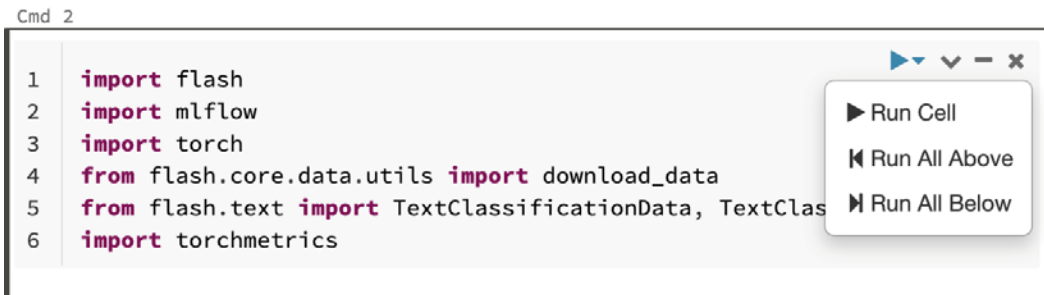 Cmd 2
1 import flash
2 import mlflow
3 import torch
4 from flash.core.data.utils import download_data
5 from flash.text import TextClassificationData, TextClas
6 import torchmetrics
Run Cell
Run All Above
Run All Below